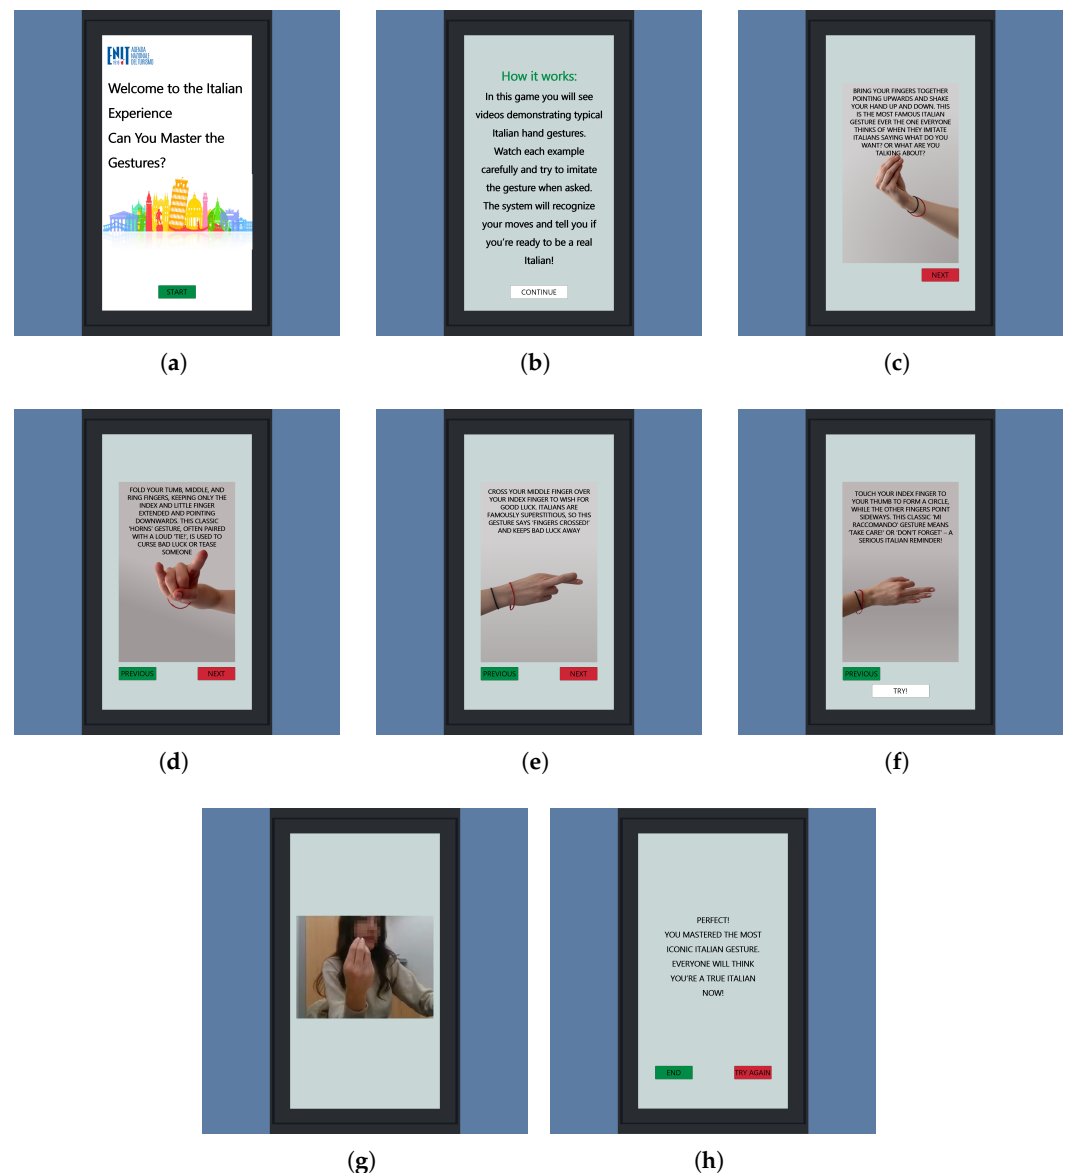 ENIT AGENZIA
NAZIONALE
DEL TURISMO
Welcome to the Italian
Experience
Can You Master the
Gestures?
START
(a)
How it works:
In this game you will see
videos demonstrating typical
Italian hand gestures.
Watch each example
carefully and try to imitate
the gesture when asked.
The system will recognize
your moves and tell you if
you're ready to be a real
Italian!
CONTINUE
(b)
BRING YOUR FINGERS TOGETHER
POINTING UPWARDS AND SHAKE
YOUR HAND UP AND DOWN. THIS
IS THE MOST FAMOUS ITALIAN
GESTURE EVER THE ONE EVERYONE
THINKS OF WHEN THEY IMITATE
ITALIANS SAYING WHAT DO YOU
WANT? OR WHAT ARE YOU
TALKING ABOUT?
NEXT
(c)
FOLD YOUR TUMB, MIDDLE, AND
RING FINGERS, KEEPING ONLY THE
INDEX AND LITTLE FINGER
EXTENDED AND POINTING
DOWNWARDS. THIS CLASSIC
'HORNS' GESTURE, OFTEN PAIRED
WITH A LOUD 'TIE!', IS USED TO
CURSE BAD LUCK OR TEASE
SOMEONE
PREVIOUS
NEXT
(d)
CROSS YOUR MIDDLE FINGER OVER
YOUR INDEX FINGER TO WISH FOR
GOOD LUCK. ITALIANS ARE
FAMOUSLY SUPERSTITIOUS, SO THIS
GESTURE SAYS 'FINGERS CROSSED!'
AND KEEPS BAD LUCK AWAY
PREVIOUS
NEXT
(e)
TOUCH YOUR INDEX FINGER TO
YOUR THUMB TO FORM A CIRCLE,
WHILE THE OTHER FINGERS POINT
SIDEWAYS. THIS CLASSIC 'MI
RACCOMANDO' GESTURE MEANS
'TAKE CARE!' OR 'DON'T FORGET' – A
SERIOUS ITALIAN REMINDER!
PREVIOUS
TRY!
(f)
(g)
PERFECT!
YOU MASTERED THE MOST
ICONIC ITALIAN GESTURE.
EVERYONE WILL THINK
YOU'RE A TRUE ITALIAN
NOW!
END
TRY AGAIN
(h)